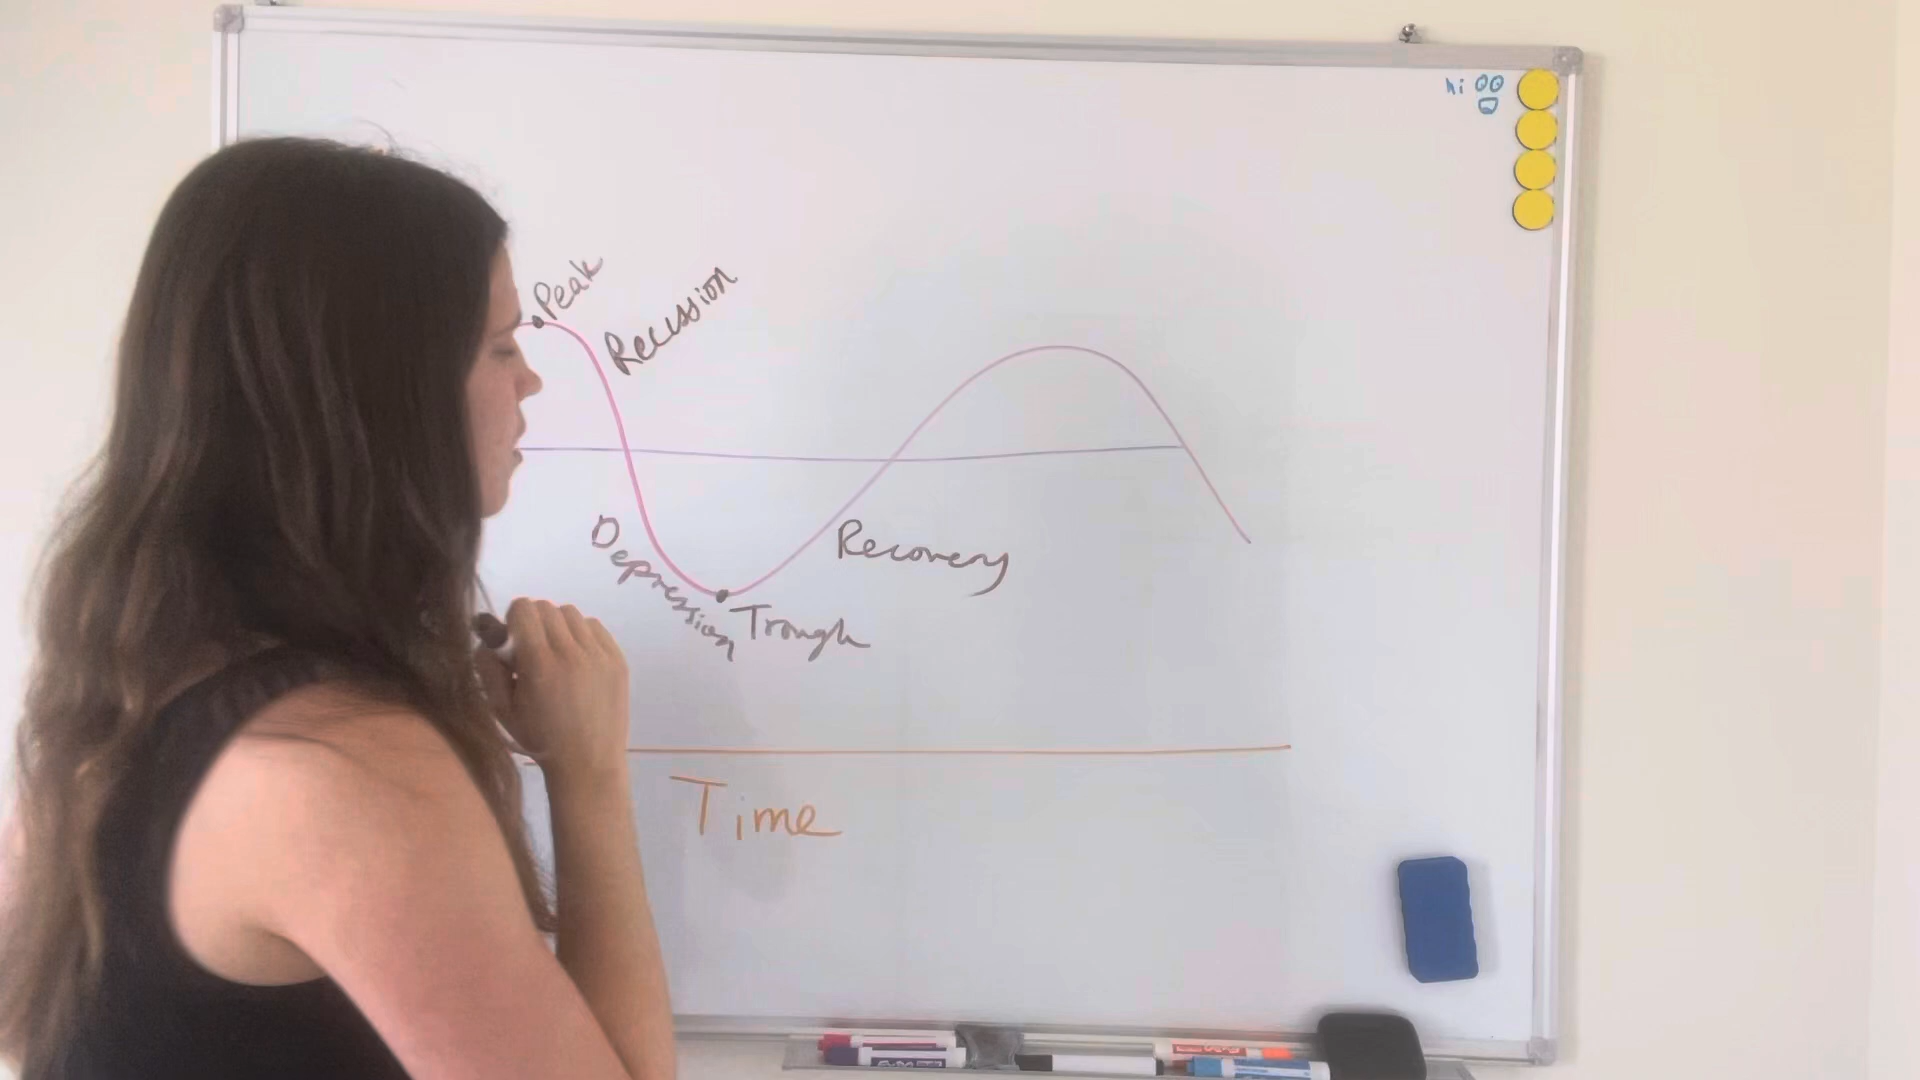 hi
Peak
Recession
Depression
Trough
Recovery
Time